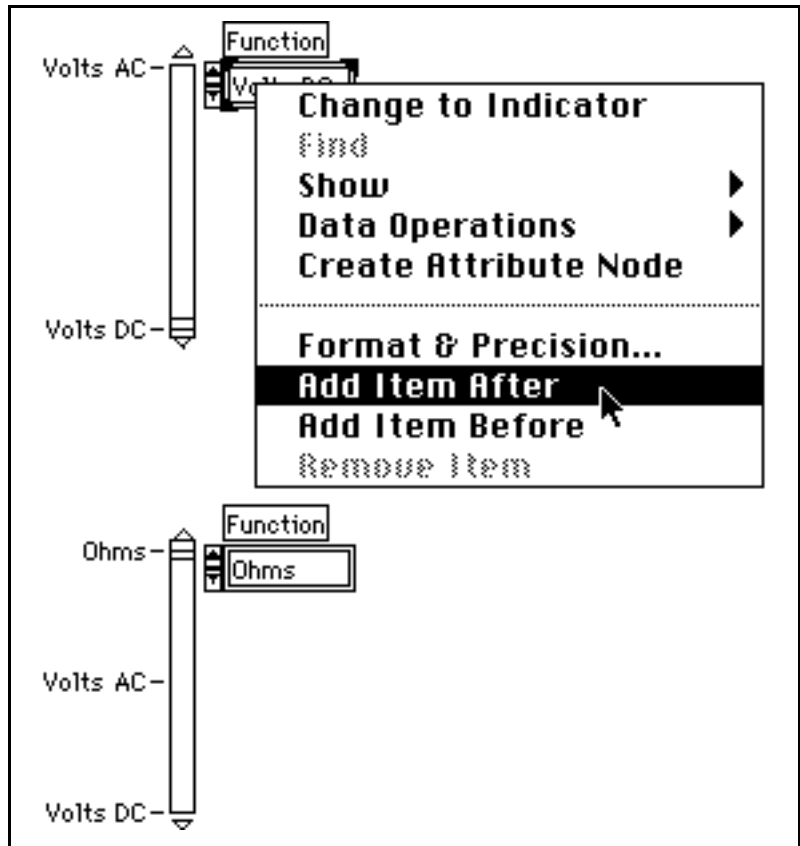 Function
Volts AC
Change to Indicator
Find
Show
Data Operations
Create Attribute Node
Volts DC
Format & Precision...
Add Item After
Add Item Before
Remove Item
Function
Ohms
Ohms
Volts AC
Volts DC